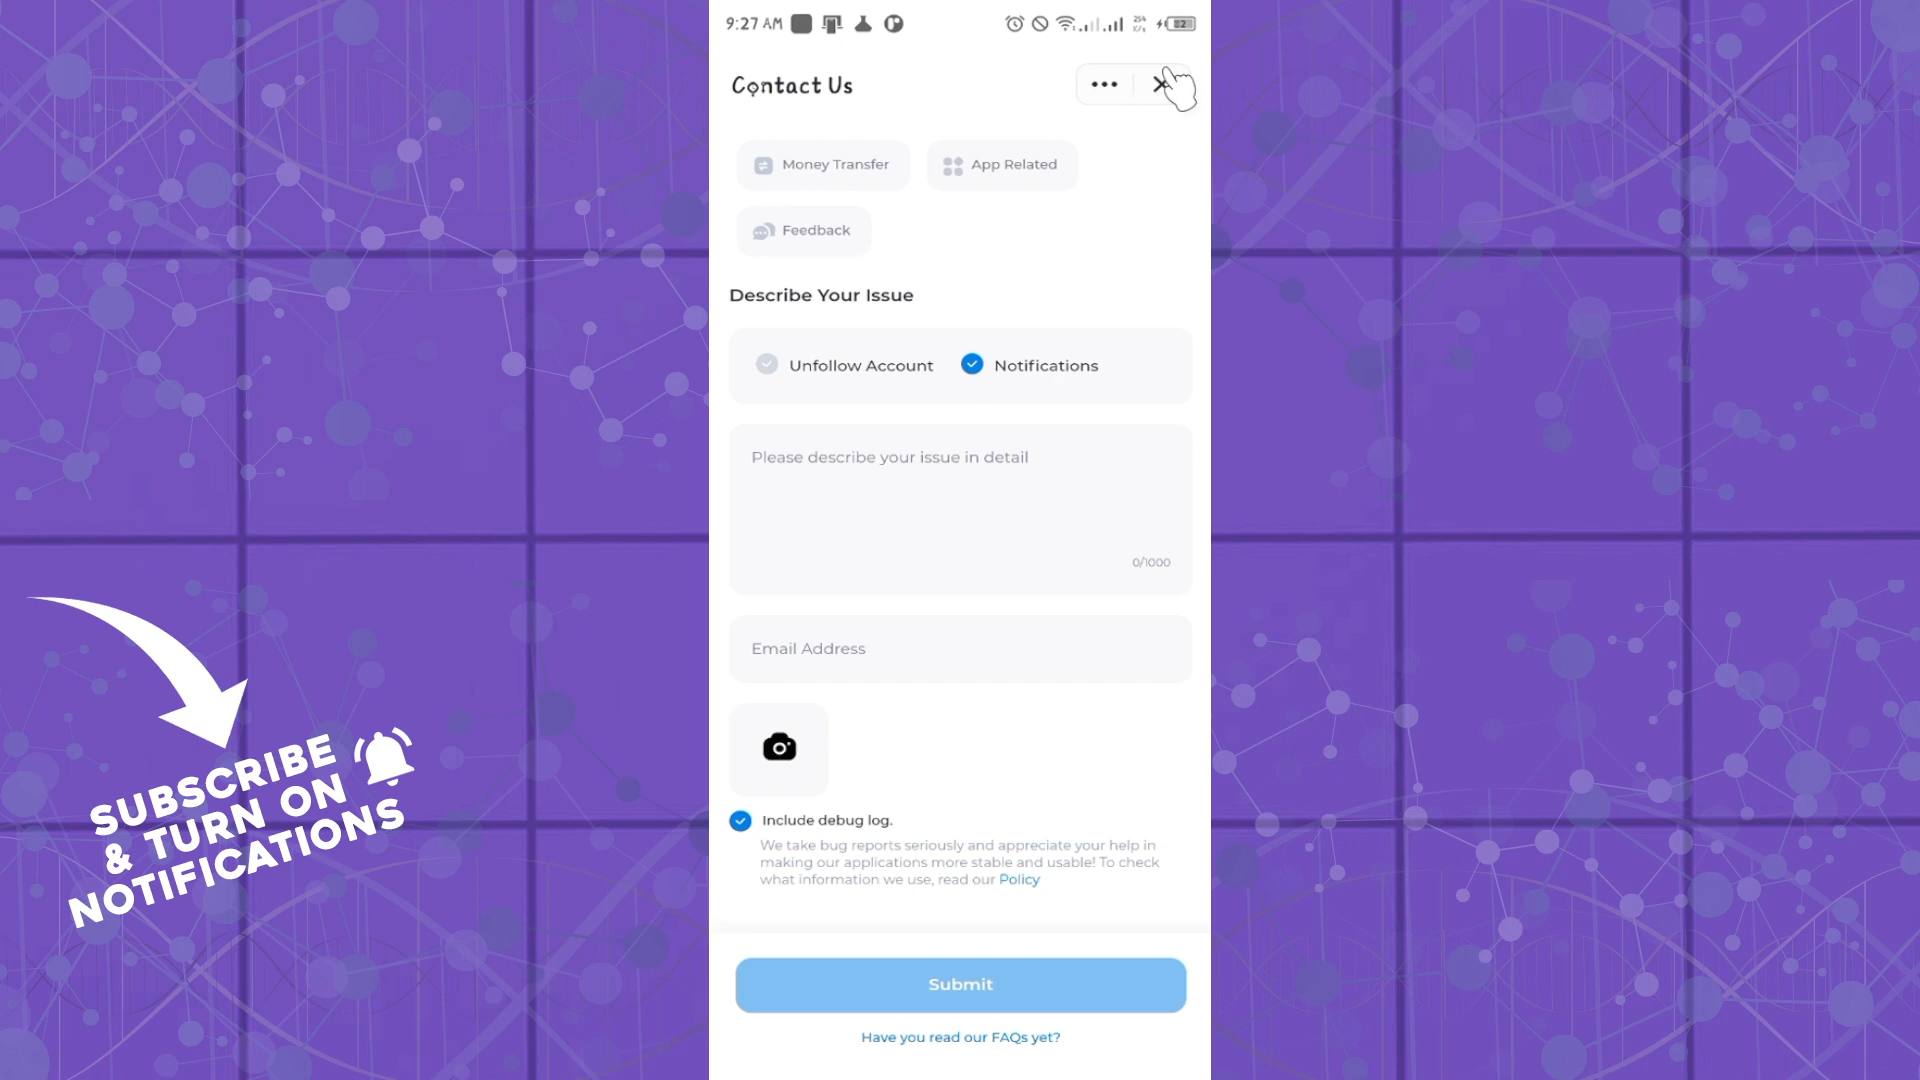 9:27 AM
254
K/s
82
Contact Us
Money Transfer
App Related
Feedback
Describe Your Issue
Unfollow Account
Notifications
Please describe your issue in detail
0/1000
Email Address
Include debug log.
We take bug reports seriously and appreciate your help in
making our applications more stable and usable! To check
what information we use, read our Policy
Submit
Have you read our FAQs yet?
SUBSCRIBE
& TURN ON
NOTIFICATIONS